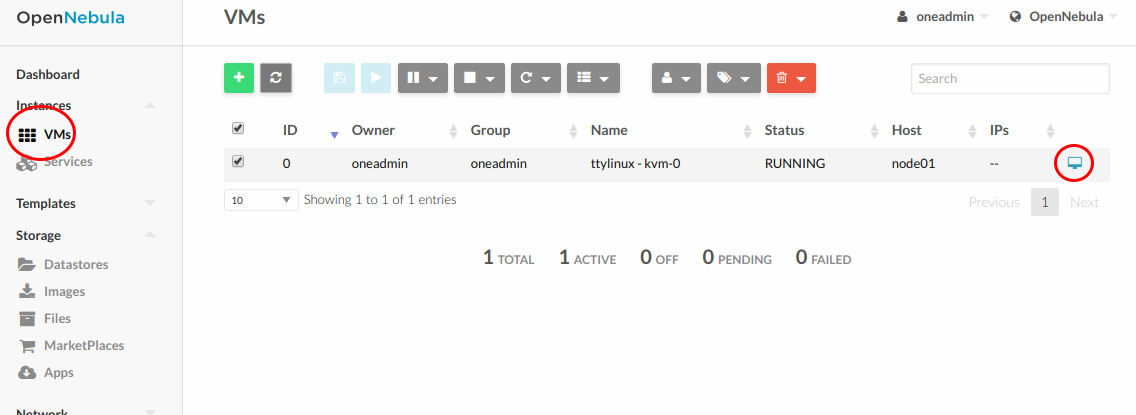 OpenNebula
VMs
oneadmin
OpenNebula
Dashboard
Instances
VMs
Services
Templates
Storage
Datastores
Images
Files
MarketPlaces
Apps
Network
Search
ID Owner Group Name Status Host IPs
0 oneadmin oneadmin ttylinux - kvm-0 RUNNING node01 --
10 Showing 1 to 1 of 1 entries
Previous 1 Next
1 TOTAL 1 ACTIVE 0 OFF 0 PENDING 0 FAILED